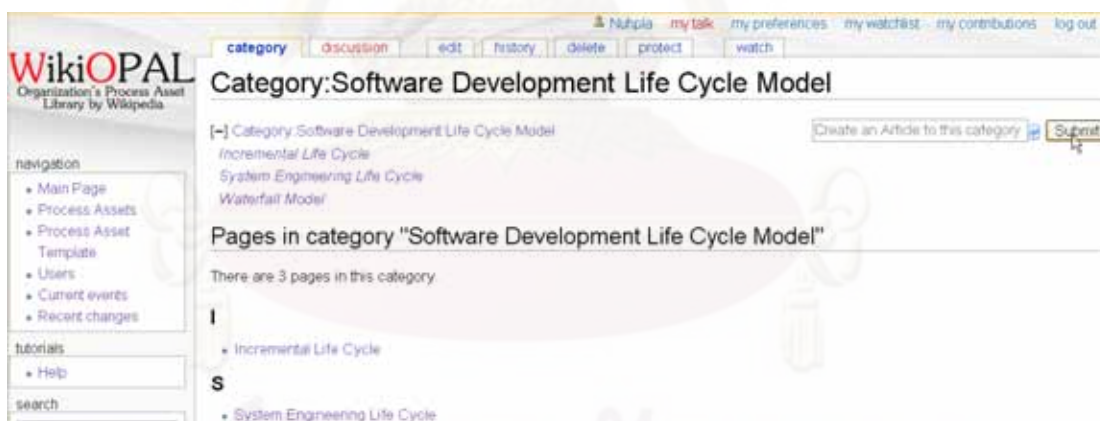 Nuhpla my talk my preferences my watchlist my contributions log out
category discussion edit history delete protect watch
WikiOPAL
Organization's Process Asset
Library by Wikipedia
Category:Software Development Life Cycle Model
[–] Category:Software Development Life Cycle Model
Create an Article to this category Submit
Incremental Life Cycle
System Engineering Life Cycle
Waterfall Model
navigation
Main Page
Process Assets
Process Asset
Template
Users
Current events
Recent changes
Pages in category "Software Development Life Cycle Model"
There are 3 pages in this category
I
Incremental Life Cycle
S
System Engineering Life Cycle
tutorials
Help
search